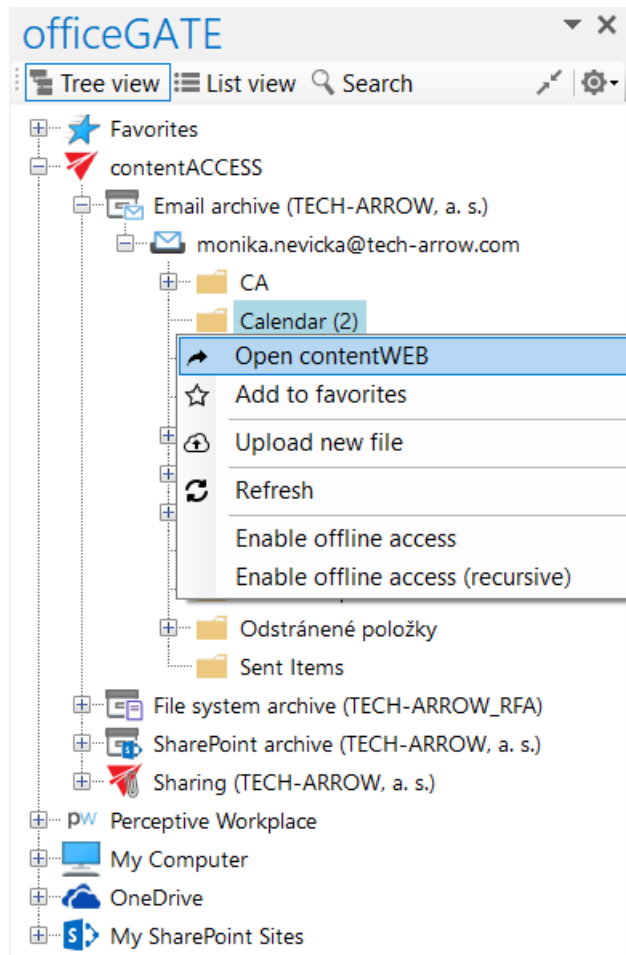 officeGATE
Tree view List view Search
Favorites
contentACCESS
Email archive (TECH-ARROW, a. s.)
monika.nevicka@tech-arrow.com
CA
Calendar (2)
Open contentWEB
Add to favorites
Upload new file
Refresh
Enable offline access
Enable offline access (recursive)
Odstránené položky
Sent Items
File system archive (TECH-ARROW_RFA)
SharePoint archive (TECH-ARROW, a. s.)
Sharing (TECH-ARROW, a. s.)
pw Perceptive Workplace
My Computer
OneDrive
S My SharePoint Sites